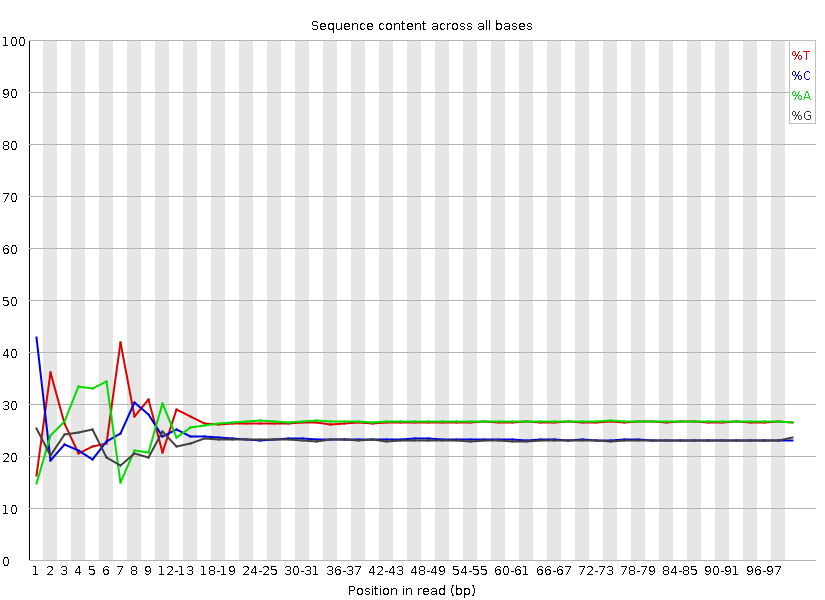 Sequence content across all bases
100
90
80
70
60
50
40
30
20
10
0
%T
%C
%A
%G
1 2 3 4 5 6 7 8 9 12-13 18-19 24-25 30-31 36-37 42-43 48-49 54-55 60-61 66-67 72-73 78-79 84-85 90-91 96-97
Position in read (bp)